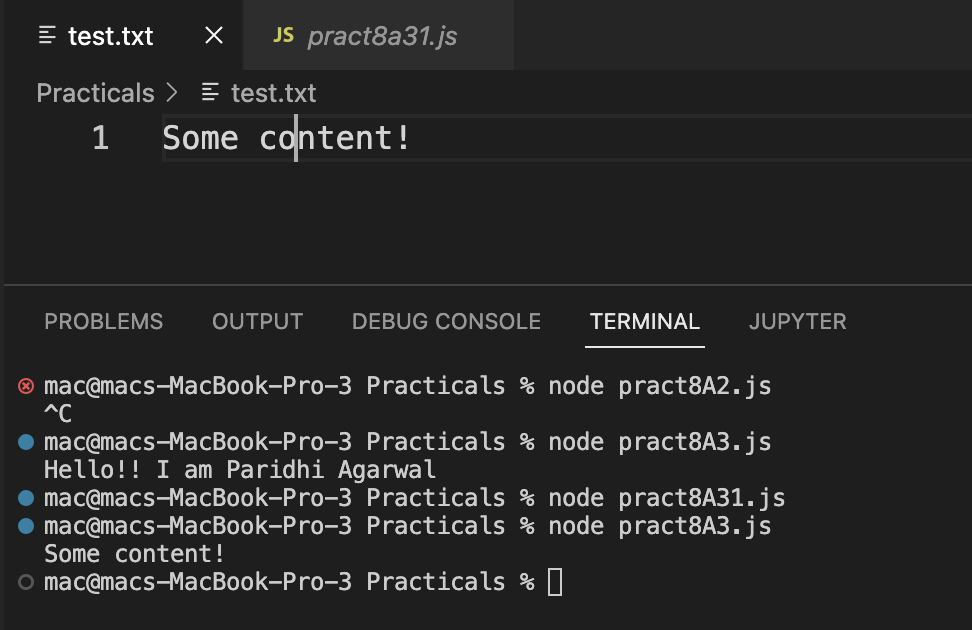 test.txt
JS pract8a31.js
Practicals > test.txt
1 Some content!
PROBLEMS OUTPUT DEBUG CONSOLE TERMINAL JUPYTER
mac@macs-MacBook-Pro-3 Practicals % node pract8A2.js
^C
mac@macs-MacBook-Pro-3 Practicals % node pract8A3.js
Hello!! I am Paridhi Agarwal
mac@macs-MacBook-Pro-3 Practicals % node pract8A31.js
mac@macs-MacBook-Pro-3 Practicals % node pract8A3.js
Some content!
mac@macs-MacBook-Pro-3 Practicals %